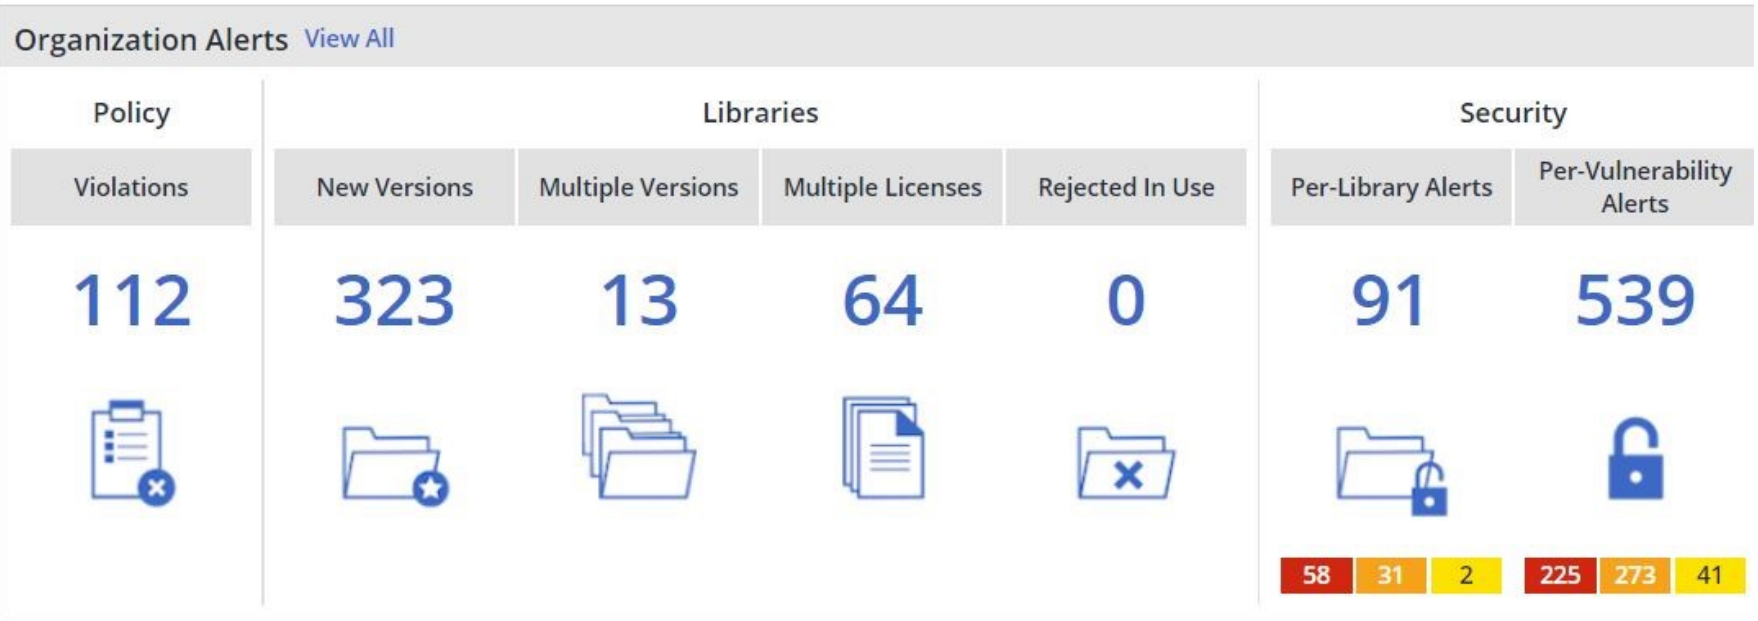 Organization Alerts View All
Policy
Libraries
Security
Violations
New Versions
Multiple Versions
Multiple Licenses
Rejected In Use
Per-Library Alerts
Per-Vulnerability
Alerts
112
323
13
64
0
91
539
58 31 2
225 273 41